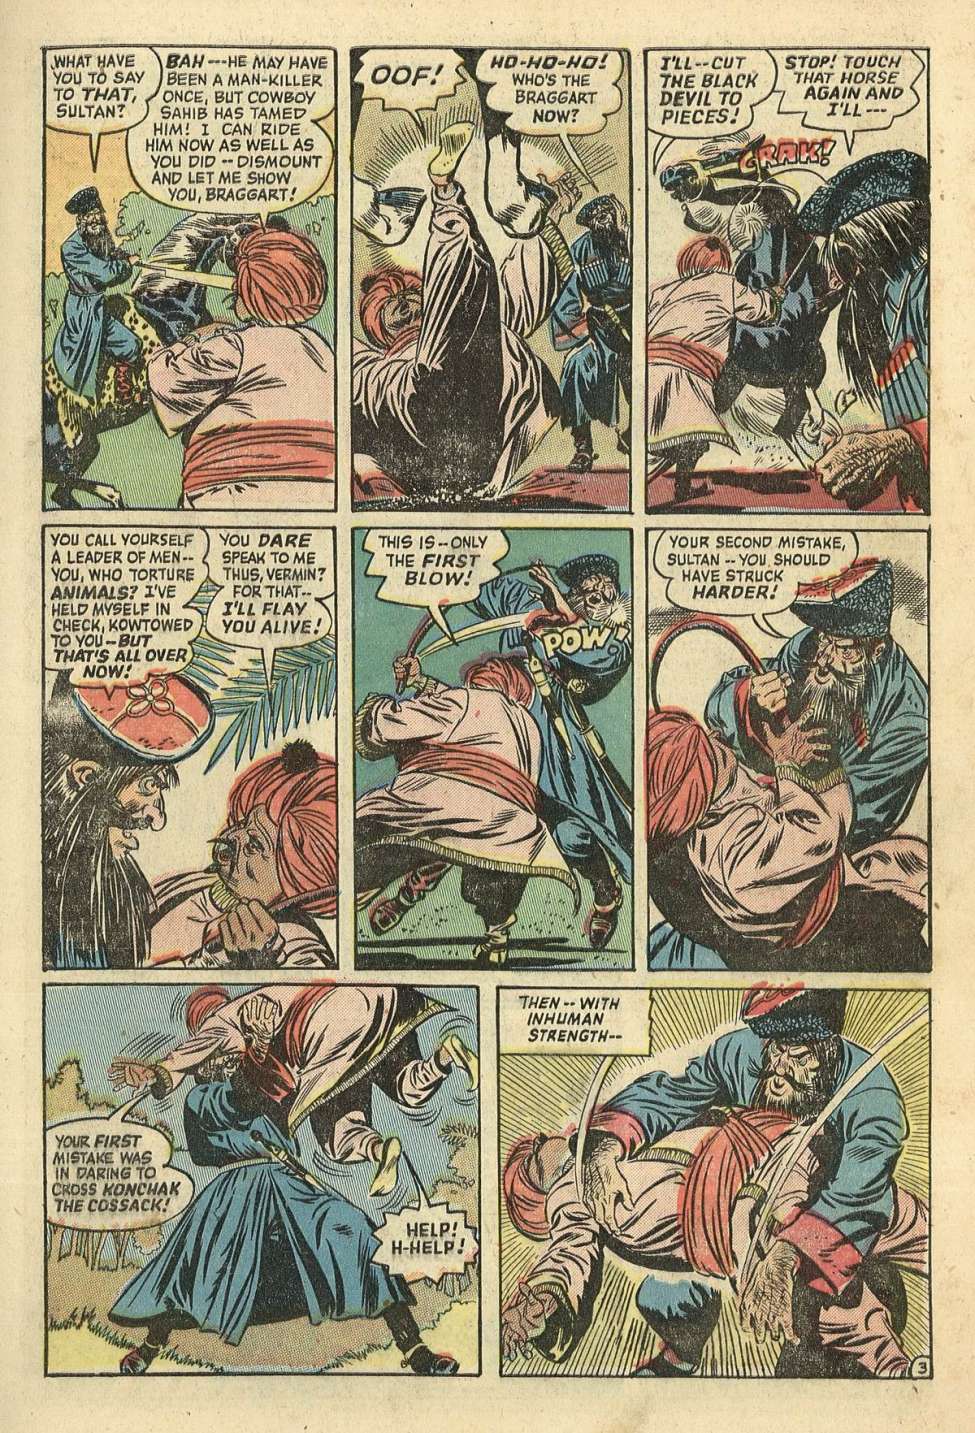 WHAT HAVE
YOU TO SAY
TO THAT,
SULTAN?
BAH---HE MAY HAVE
BEEN A MAN-KILLER
ONCE, BUT COWBOY
SAHIB HAS TAMED
HIM! I CAN RIDE
HIM NOW AS WELL AS
YOU DID -- DISMOUNT
AND LET ME SHOW
YOU, BRAGGART!
OOF!
HO-HO-HO!
WHO'S THE
BRAGGART
NOW?
I'LL--CUT
THE BLACK
DEVIL TO
PIECES!
STOP! TOUCH
THAT HORSE
AGAIN AND
I'LL---
CRAK!
YOU CALL YOURSELF
A LEADER OF MEN--
YOU, WHO TORTURE
ANIMALS? I'VE
HELD MYSELF IN
CHECK, KOWTOWED
TO YOU--BUT
THAT'S ALL OVER
NOW!
YOU DARE
SPEAK TO ME
THUS, VERMIN?
FOR THAT--
I'LL FLAY
YOU ALIVE!
THIS IS--ONLY
THE FIRST
BLOW!
POW!
YOUR SECOND MISTAKE,
SULTAN--YOU SHOULD
HAVE STRUCK
HARDER!
YOUR FIRST
MISTAKE WAS
IN DARING TO
CROSS KONCHAK
THE COSSACK!
HELP!
H-HELP!
THEN--WITH
INHUMAN
STRENGTH--
3